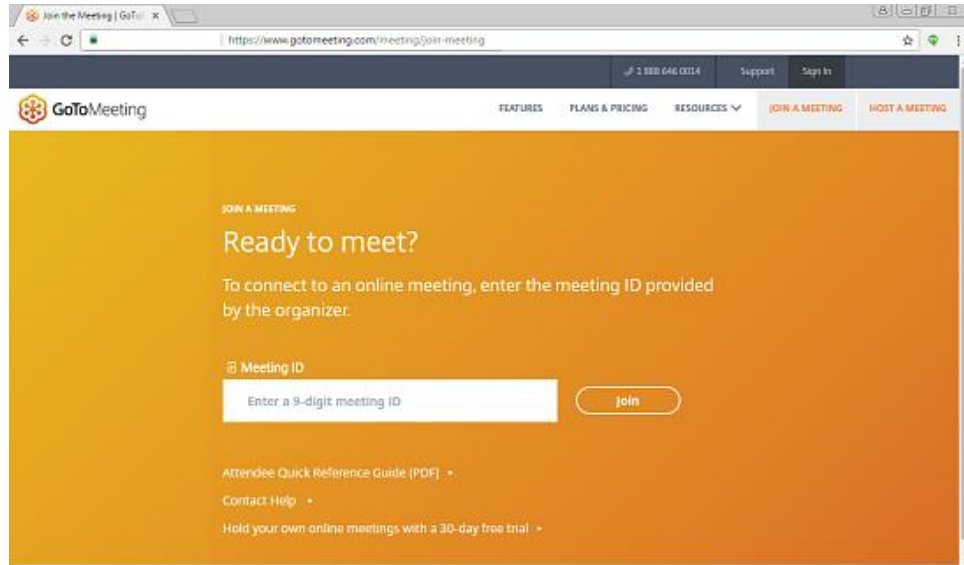 Join the Meeting | GoTo
https://www.gotomeeting.com/meeting/join-meeting
1 888 646 0014 Support Sign In
GoToMeeting FEATURES PLANS & PRICING RESOURCES JOIN A MEETING HOST A MEETING
JOIN A MEETING
Ready to meet?
To connect to an online meeting, enter the meeting ID provided
by the organizer.
Meeting ID
Enter a 9-digit meeting ID Join
Attendee Quick Reference Guide (PDF)
Contact Help
Hold your own online meetings with a 30-day free trial